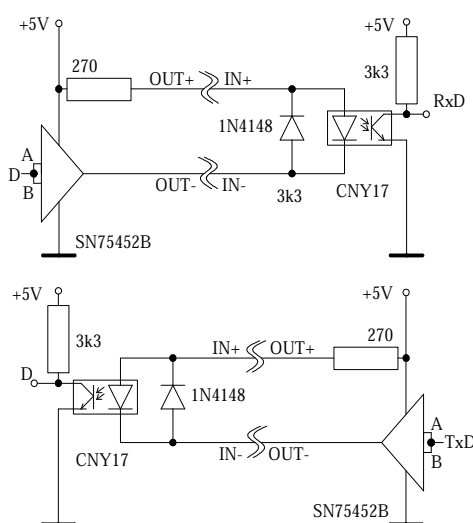 +5V
+5V
270
OUT+ IN+
3k3
RxD
1N4148
A
D
B
OUT- IN-
3k3
CNY17
SN75452B
+5V
+5V
3k3
IN+ OUT+
270
D
1N4148
A
TxD
B
IN- OUT-
CNY17
SN75452B